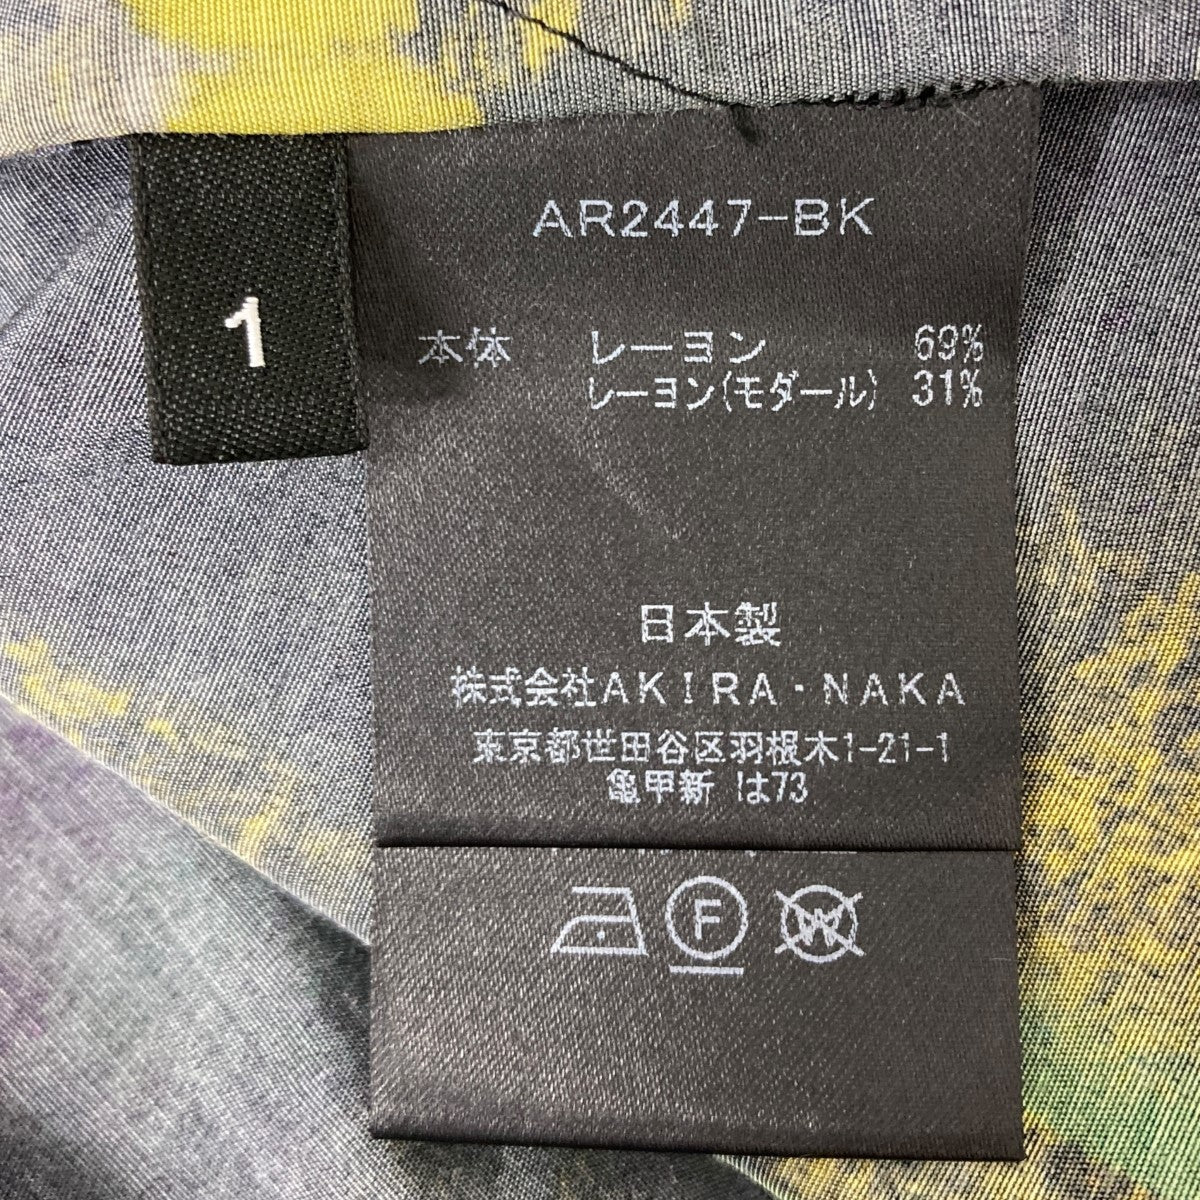 1
AR2447-BK
本体 レーヨン 69%
レーヨン(モダール) 31%
日本製
株式会社AKIRA・NAKA
東京都世田谷区羽根木1-21-1
亀甲新 は73
F
W